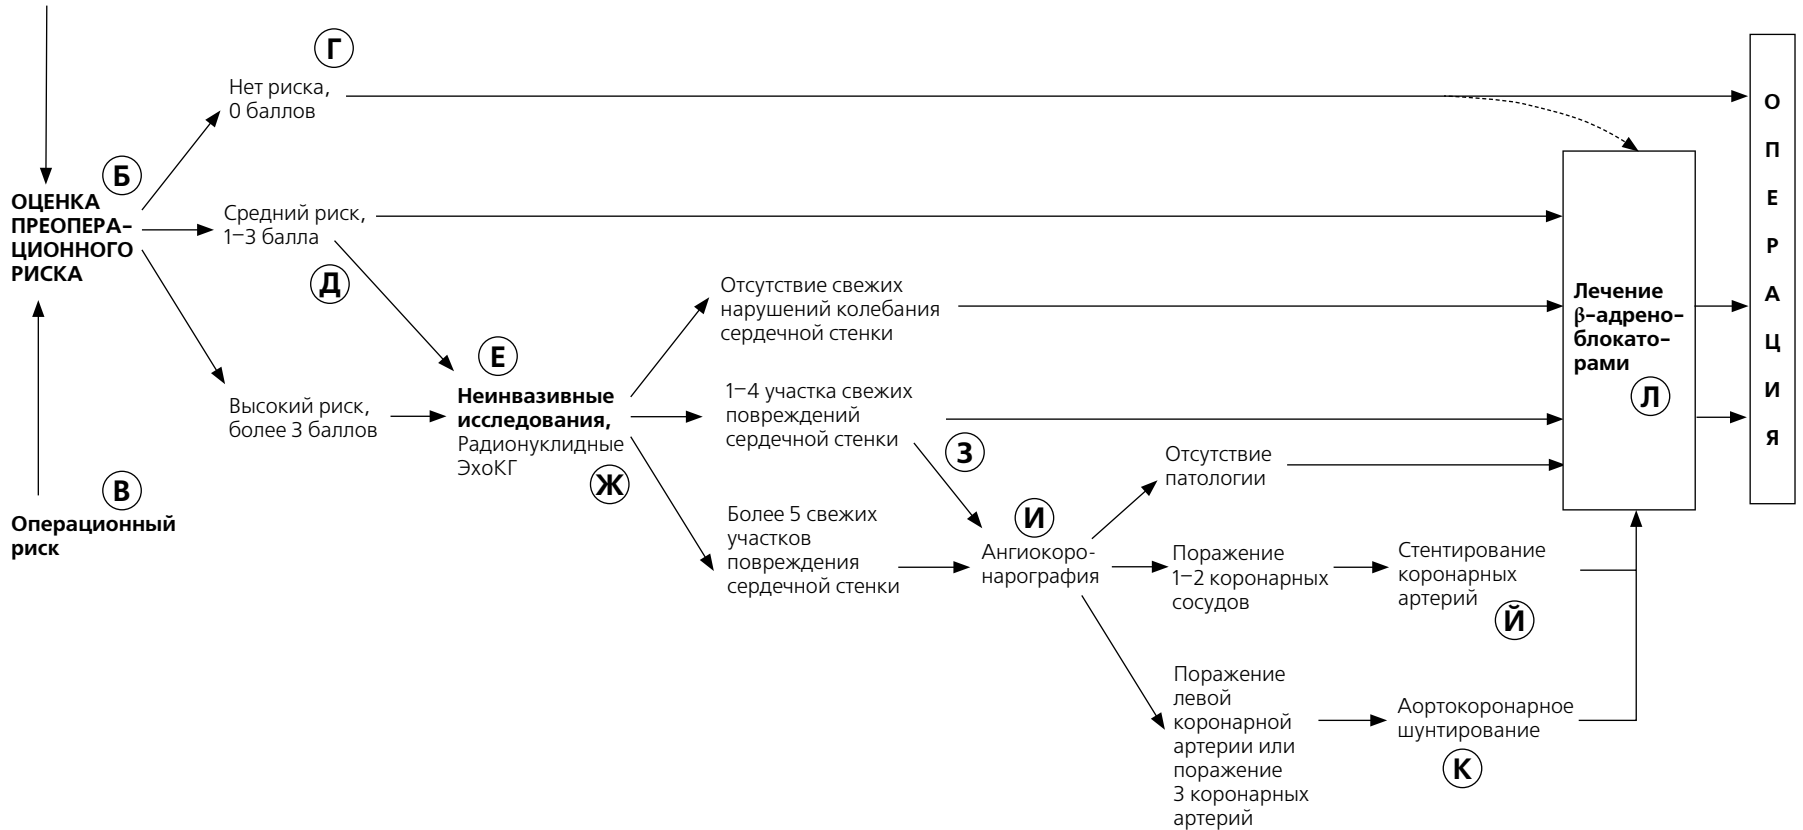 Г
Нет риска,
0 баллов
Б
ОЦЕНКА
ПРЕОПЕРА–
ЦИОННОГО
РИСКА
Средний риск,
1–3 балла
Д
Высокий риск,
более 3 баллов
В
Операционный
риск
Е
Неинвазивные
исследования,
Радионуклидные
ЭхоКГ
Ж
Отсутствие свежих
нарушений колебания
сердечной стенки
1–4 участка свежих
повреждений
сердечной стенки
З
Более 5 свежих
участков
повреждения
сердечной стенки
И
Ангиокоро-
нарография
Отсутствие
патологии
Поражение
1–2 коронарных
сосудов
Стентирование
коронарных
артерий
Й
Поражение
левой
коронарной
артерии или
поражение
3 коронарных
артерий
Аортокоронарное
шунтирование
К
Лечение
β–адрено–
блокато–
рами
Л
О
П
Е
Р
А
Ц
И
Я